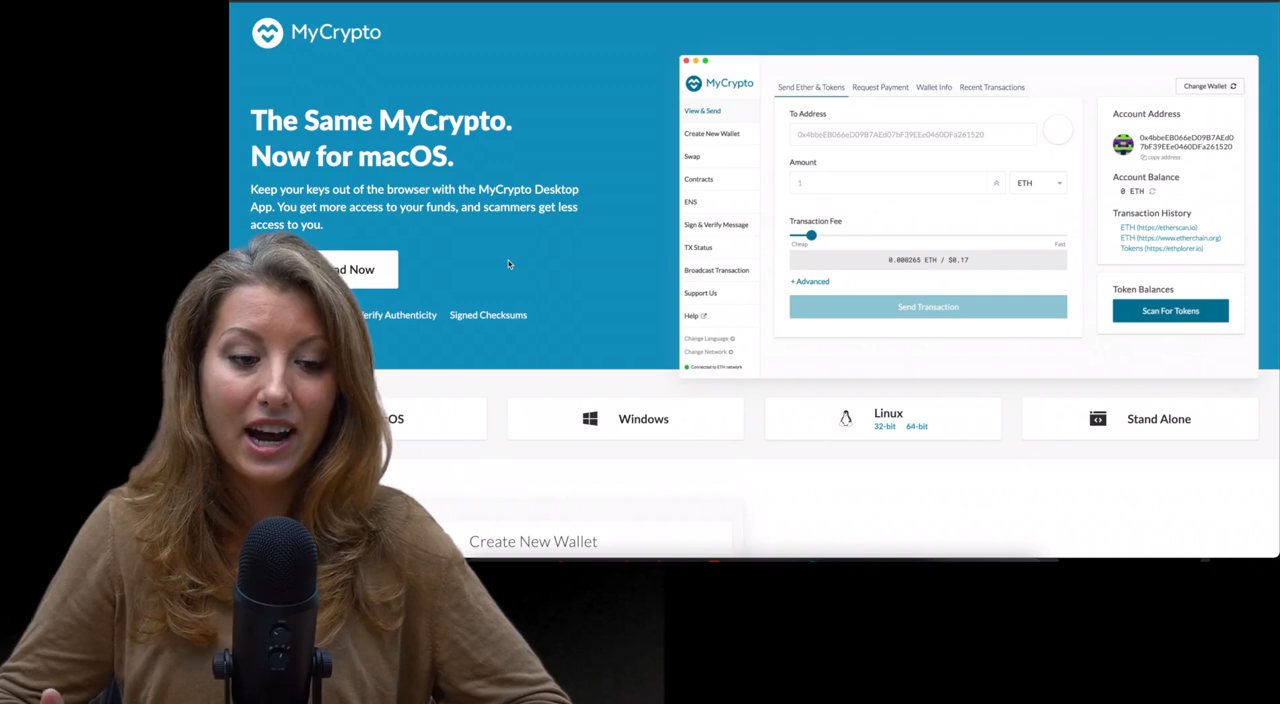 MyCrypto
The Same MyCrypto.
Now for macOS.
Keep your keys out of the browser with the MyCrypto Desktop
App. You get more access to your funds, and scammers get less
access to you.
Now
Authenticity
Signed Checksums
MyCrypto
View & Send
Create New Wallet
Swap
Contracts
ENS
Sign & Verify Message
TX Status
Broadcast Transaction
Support Us
Help
Change Language
Change Network
Connected to ETH network
Send Ether & Tokens
Request Payment
Wallet Info
Recent Transactions
Change Wallet
To Address
0x4bbeEB066eD09B7AEd07bF39EEe0460DFa261520
Amount
1
ETH
Transaction Fee
Cheap
Fast
0.000265 ETH / $0.17
+ Advanced
Send Transaction
Account Address
0x4bbeEB066eD09B7AEd0
7bF39EEe0460DFa261520
copy address
Account Balance
0 ETH
Transaction History
ETH (https://etherscan.io)
ETH (https://www.etherchain.org)
Tokens (https://ethplorer.io)
Token Balances
Scan For Tokens
OS
Windows
Linux
32-bit 64-bit
Stand Alone
Create New Wallet